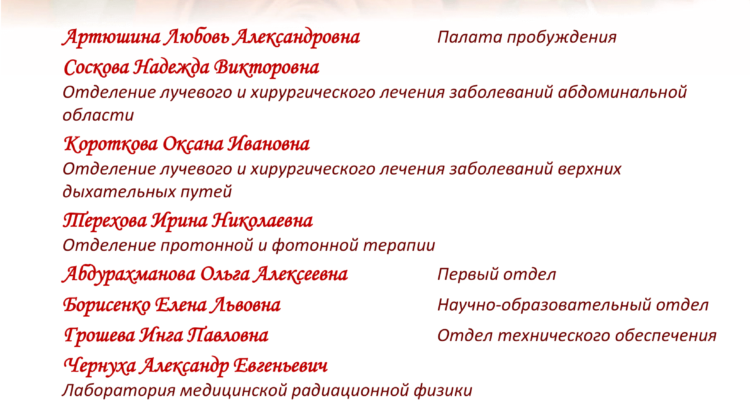 Артюшина Любовь Александровна Палата пробуждения
Соскова Надежда Викторовна
Отделение лучевого и хирургического лечения заболеваний абдоминальной
области
Короткова Оксана Ивановна
Отделение лучевого и хирургического лечения заболеваний верхних
дыхательных путей
Терехова Ирина Николаевна
Отделение протонной и фотонной терапии
Абдурахманова Ольга Алексеевна Первый отдел
Борисенко Елена Львовна Научно-образовательный отдел
Грошева Инга Павловна Отдел технического обеспечения
Чернуха Александр Евгеньевич
Лаборатория медицинской радиационной физики